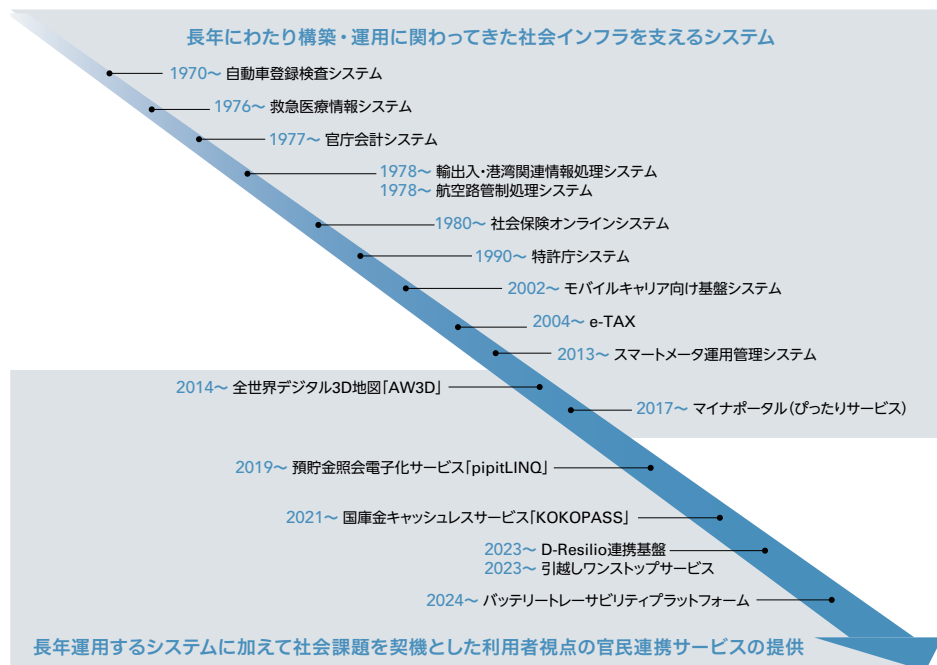 長年にわたり構築・運用に関わってきた社会インフラを支えるシステム
1970～ 自動車登録検査システム
1976～ 救急医療情報システム
1977～ 官庁会計システム
1978～ 輸出入・港湾関連情報処理システム
1978～ 航空路管制処理システム
1980～ 社会保険オンラインシステム
1990～ 特許庁システム
2002～ モバイルキャリア向け基盤システム
2004～ e-TAX
2013～ スマートメータ運用管理システム
2014～ 全世界デジタル3D地図「AW3D」
2017～ マイナポータル（ぴったりサービス）
2019～ 預貯金照会電子化サービス「pipitLINQ」
2021～ 国庫金キャッシュレスサービス「KOKOPASS」
2023～ D-Resilio連携基盤
2023～ 引越しワンストップサービス
2024～ バッテリートレーサビリティプラットフォーム
長年運用するシステムに加えて社会課題を契機とした利用者視点の官民連携サービスの提供